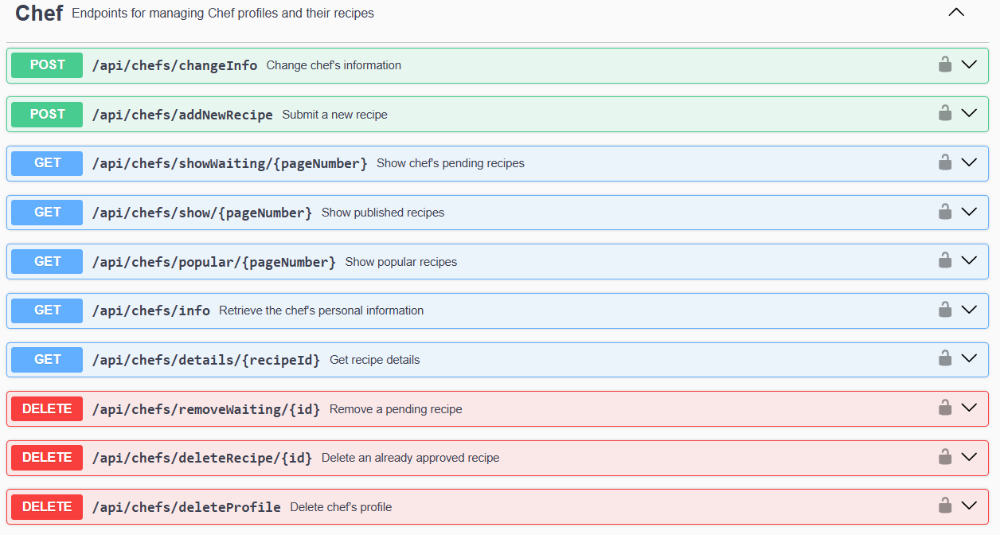 Chef Endpoints for managing Chef profiles and their recipes
POST /api/chefs/changeInfo Change chef's information
POST /api/chefs/addNewRecipe Submit a new recipe
GET /api/chefs/showWaiting/{pageNumber} Show chef's pending recipes
GET /api/chefs/show/{pageNumber} Show published recipes
GET /api/chefs/popular/{pageNumber} Show popular recipes
GET /api/chefs/info Retrieve the chef's personal information
GET /api/chefs/details/{recipeId} Get recipe details
DELETE /api/chefs/removeWaiting/{id} Remove a pending recipe
DELETE /api/chefs/deleteRecipe/{id} Delete an already approved recipe
DELETE /api/chefs/deleteProfile Delete chef's profile